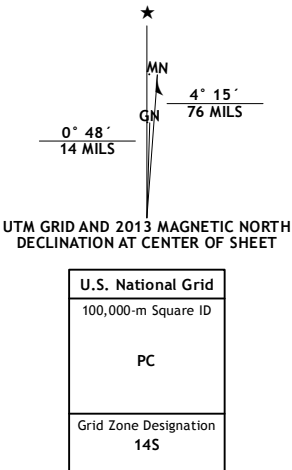 ★
MN
4° 15´
76 MILS
GN
0° 48´
14 MILS
UTM GRID AND 2013 MAGNETIC NORTH
DECLINATION AT CENTER OF SHEET
U.S. National Grid
100,000-m Square ID
PC
Grid Zone Designation
14S